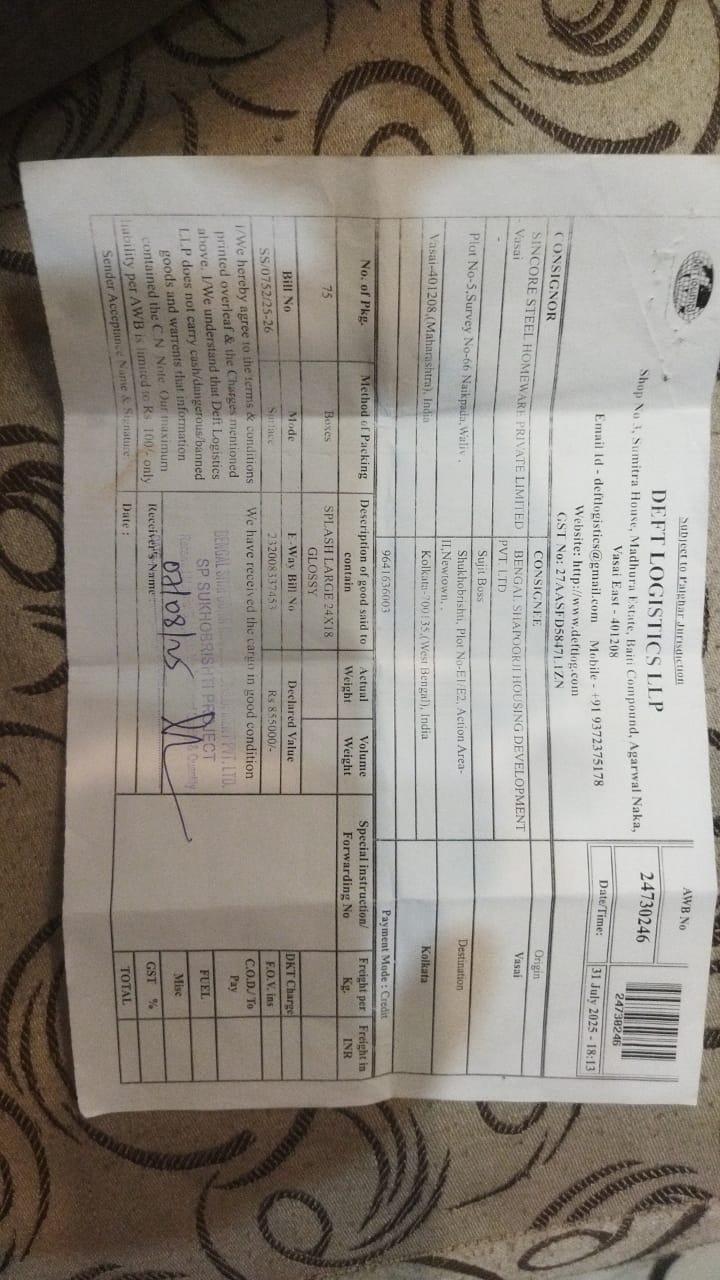 Subject to Palghar Jurisdiction
DEFT LOGISTICS LLP
Shop No 3, Sumitra House, Madhura Estate, Baiti Compound, Agarwal Naka,
Vasai East - 401208
Email Id - deftlogistics@gmail.com Mobile - +91 9372375178
Website: http://www.deftlog.com
GST No: 27AASFD5847L1ZN
AWB No
24730246
24730246
Date/Time: 31 July 2025 - 18:13
CONSIGNOR
SINCORE STEEL HOMEWARE PRIVATE LIMITED
Vasai
-
Plot No-5,Survey No-66 Naikpada,Waliv ,
Vasai-401208,(Maharashtra), India
CONSIGNEE
BENGAL SHAPOORJI HOUSING DEVELOPMENT
PVT. LTD
Sujit Boss
Shukhobrishti, Plot No-E1/E2, Action Area-
II,Newtown, ,
Kolkata-700135,(West Bengal), India
9641636003
Origin
Vasai
Destination
Kolkata
Payment Mode : Credit
No. of Pkg. Method of Packing Description of good said to contain Actual Weight Volume Weight Special instruction/ Forwarding No Freight per Kg. Freight in INR
75 Boxes SPLASH LARGE 24X18
GLOSSY
Bill No Mode E-Way Bill No Declared Value
SS/0752/25-26 Surface 232008337453 Rs 855000/-
I/We hereby agree to the terms & conditions
printed overleaf & the Charges mentioned
above. I/We understand that Deft Logistics
LLP does not carry cash/dangerous/banned
goods and warrents that information
contained the C.N Note. Our maximum
liability per AWB is limited to Rs. 100/- only
Sender Acceptance Name & Signature
We have received the cargo in good condition
SP SUKHOBRISHTI PROJECT
07/08/25
Receiver's Name:
Date :
DKT Charge
F.O.V. ins
C.O.D./To
Pay
FUEL
Misc
GST %
TOTAL